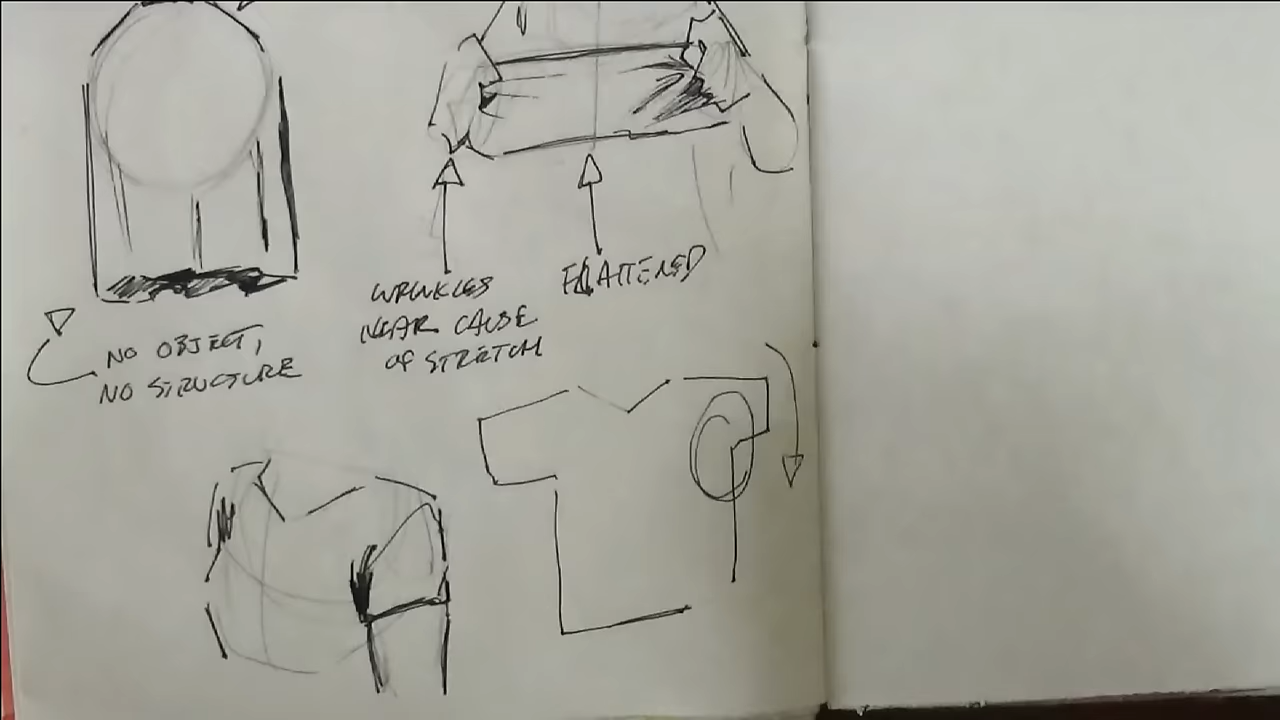 NO OBJECT,
NO STRUCTURE
WRINKLES
NEAR CAUSE
OF STRETCH
FLATTENED